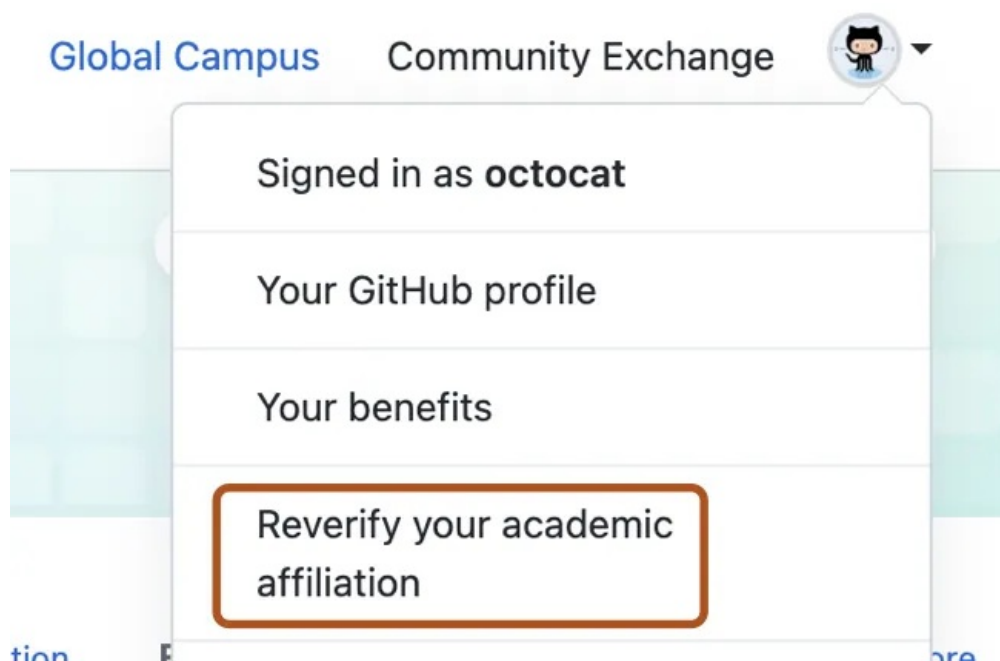 Global Campus Community Exchange
Signed in as octocat
Your GitHub profile
Your benefits
Reverify your academic
affiliation